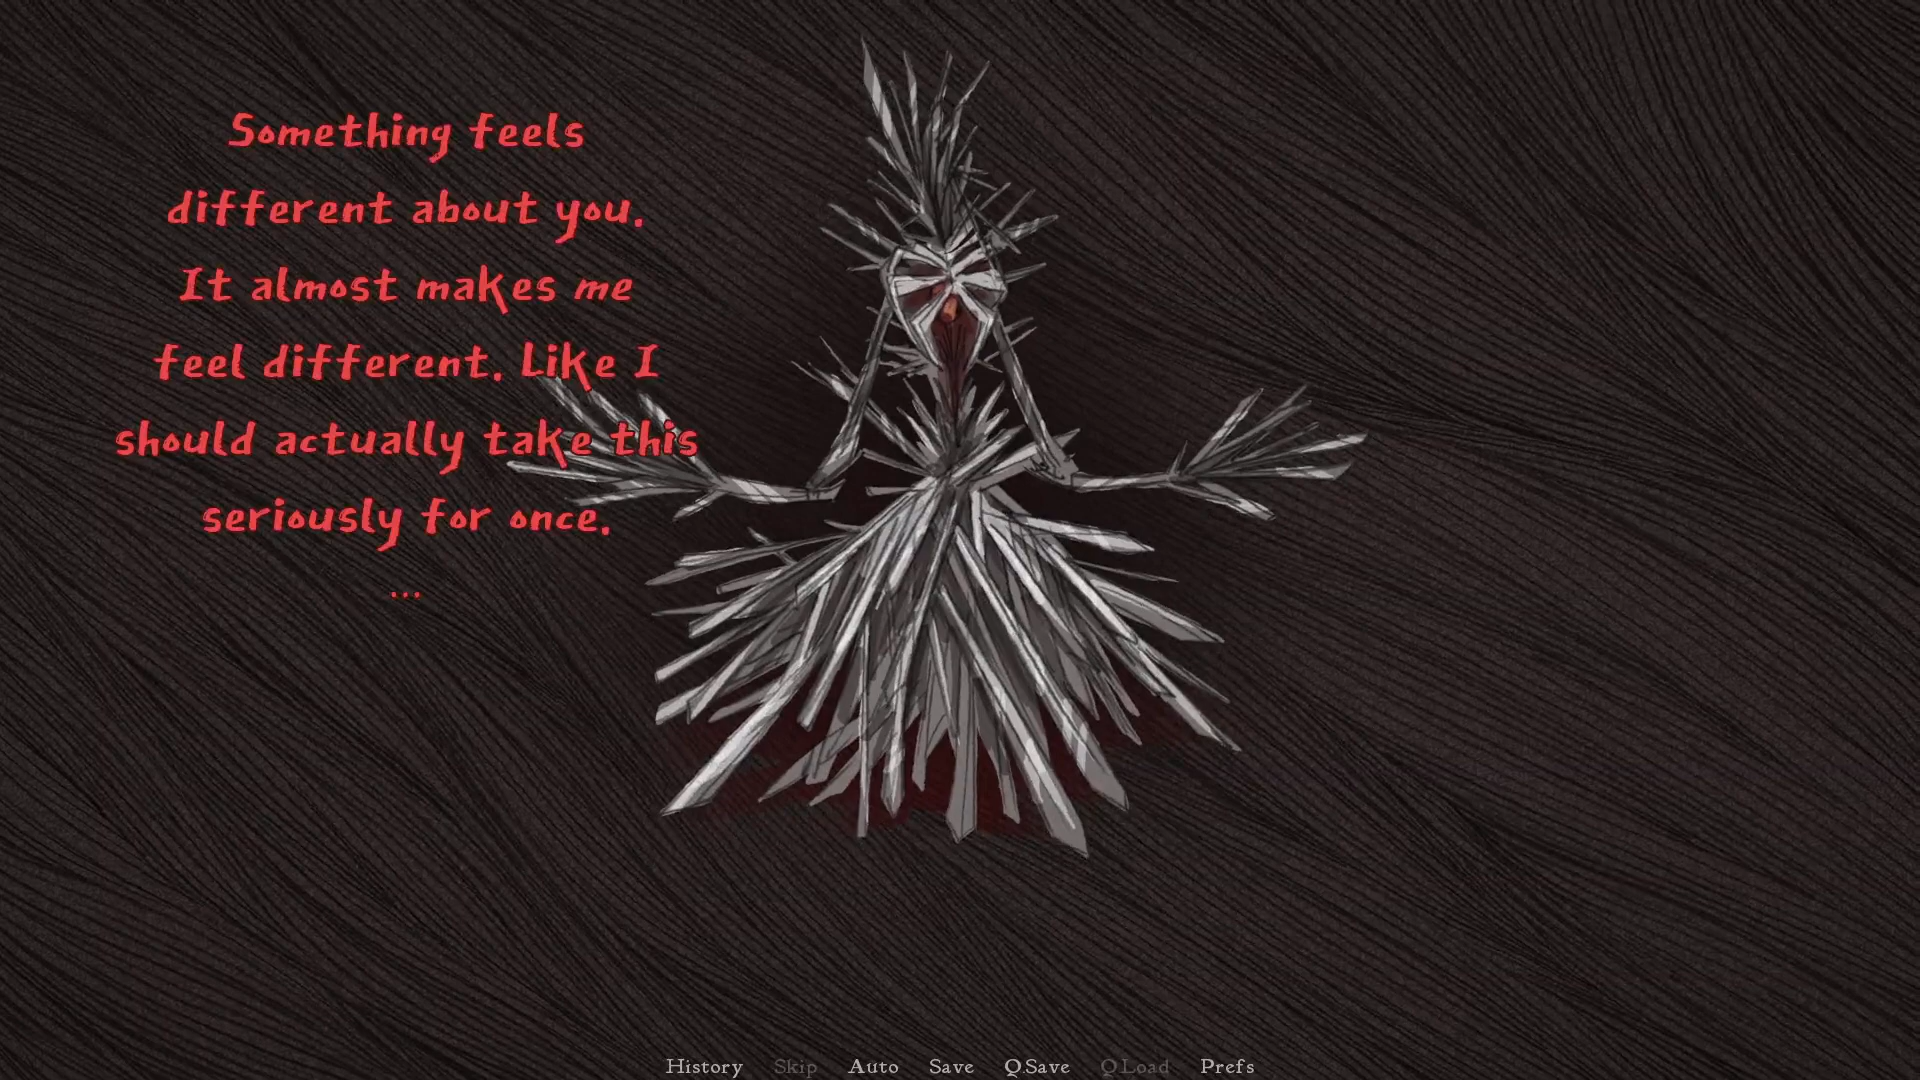 Something feels
different about you.
It almost makes me
feel different. Like I
should actually take this
seriously for once.
...
History Skip Auto Save Q.Save Q.Load Prefs